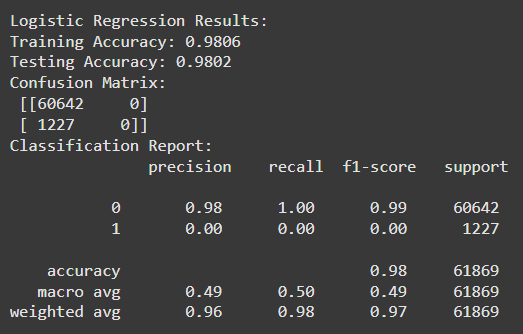 Logistic Regression Results:
Training Accuracy: 0.9806
Testing Accuracy: 0.9802
Confusion Matrix:
 [[60642     0]
 [ 1227     0]]
Classification Report:
              precision    recall  f1-score   support

           0       0.98      1.00      0.99     60642
           1       0.00      0.00      0.00      1227

    accuracy                           0.98     61869
   macro avg       0.49      0.50      0.49     61869
weighted avg       0.96      0.98      0.97     61869